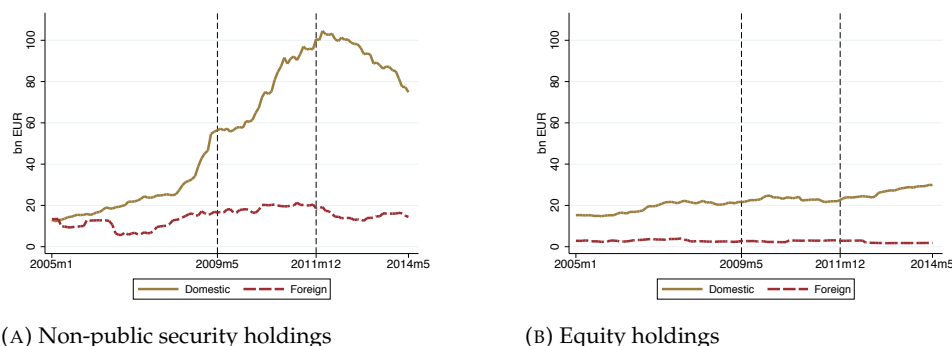 100
80
60
40
20
0
bn EUR
2005m1 2009m5 2011m12 2014m5
Domestic Foreign
(A) Non-public security holdings
100
80
60
40
20
0
bn EUR
2005m1 2009m5 2011m12 2014m5
Domestic Foreign
(B) Equity holdings